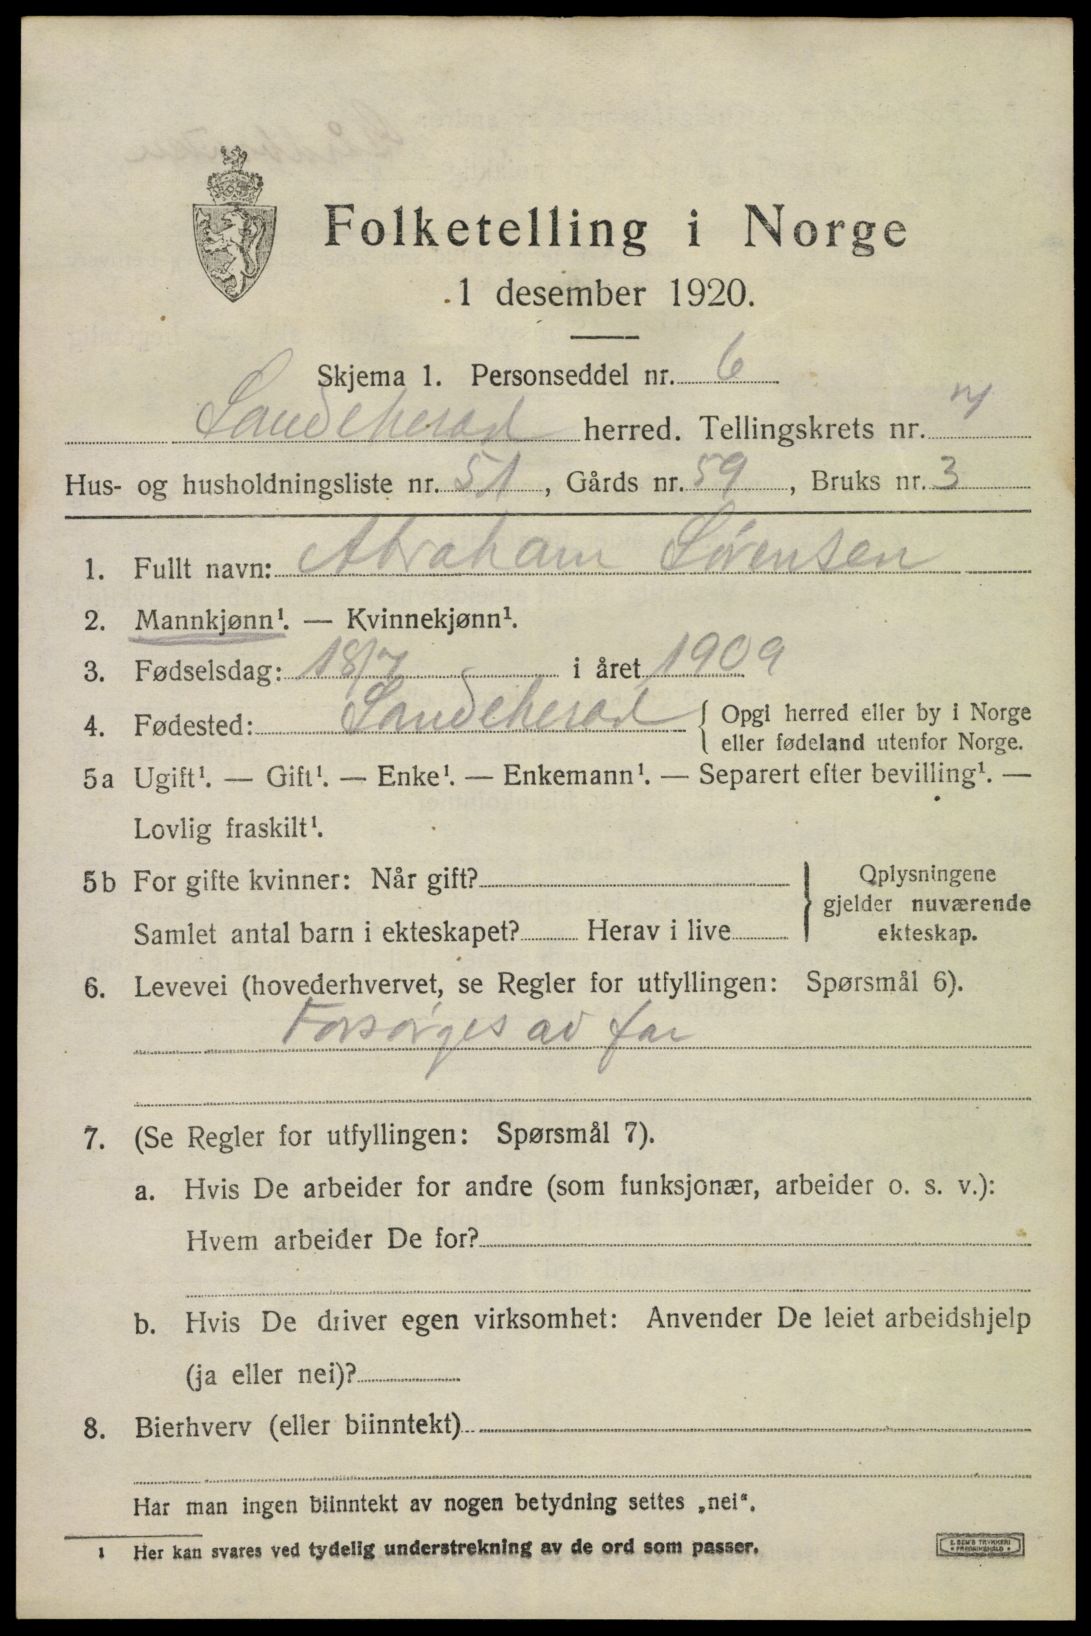 Folketelling i Norge
1 desember 1920.
Skjema 1. Personseddel nr. 6
Sandeherad herred. Tellingskrets nr.
Hus- og husholdningsliste nr. 51, Gårds nr. 59, Bruks nr. 3
1. Fullt navn: Abraham Sørensen
2. Mannkjønn¹. — Kvinnekjønn¹.
3. Fødselsdag: 18/7 i året 1909
4. Fødested: Sandeherad { Opgi herred eller by i Norge
eller fødeland utenfor Norge.
5a Ugift¹. — Gift¹. — Enke¹. — Enkemann¹. — Separert efter bevilling¹. —
Lovlig fraskilt¹.
5b For gifte kvinner: Når gift?
Samlet antal barn i ekteskapet? Herav i live
} Oplysningene
gjelder nuværende
ekteskap.
6. Levevei (hovederhvervet, se Regler for utfyllingen: Spørsmål 6).
Forsørges av far
7. (Se Regler for utfyllingen: Spørsmål 7).
a. Hvis De arbeider for andre (som funksjonær, arbeider o. s. v.):
Hvem arbeider De for?
b. Hvis De driver egen virksomhet: Anvender De leiet arbeidshjelp
(ja eller nei)?
8. Bierhverv (eller biinntekt)
Har man ingen biinntekt av nogen betydning settes „nei".
1 Her kan svares ved tydelig understrekning av de ord som passer.
E. SEM'S TRYKKERI
FREDRIKSHALD